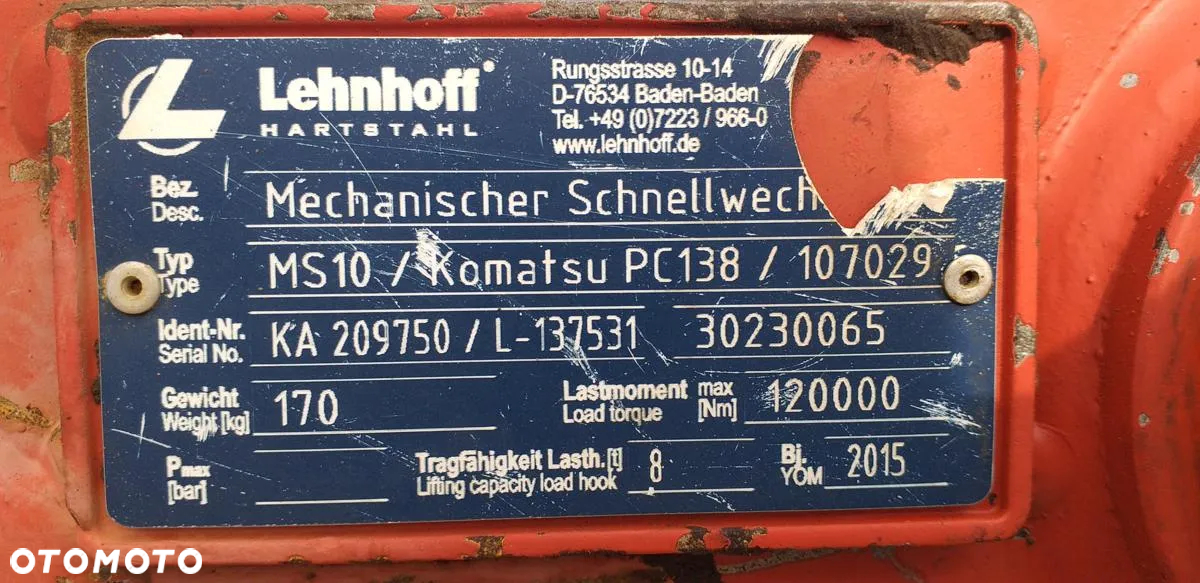 Lehnhoff
HARTSTAHL
Rungsstrasse 10-14
D-76534 Baden-Baden
Tel. +49 (0)7223 / 966-0
www.lehnhoff.de
Bez. Desc. Mechanischer Schnellwech
Typ Type MS10 / Komatsu PC138 / 107029
Ident-Nr. Serial No. KA 209750 / L-137531 30230065
Gewicht Weight [kg] 170 Lastmoment Load torque max [Nm] 120000
Pmax [bar] Tragfähigkeit Lasth. [t] Lifting capacity load hook 8 Bj. YOM 2015
OTOMOTO